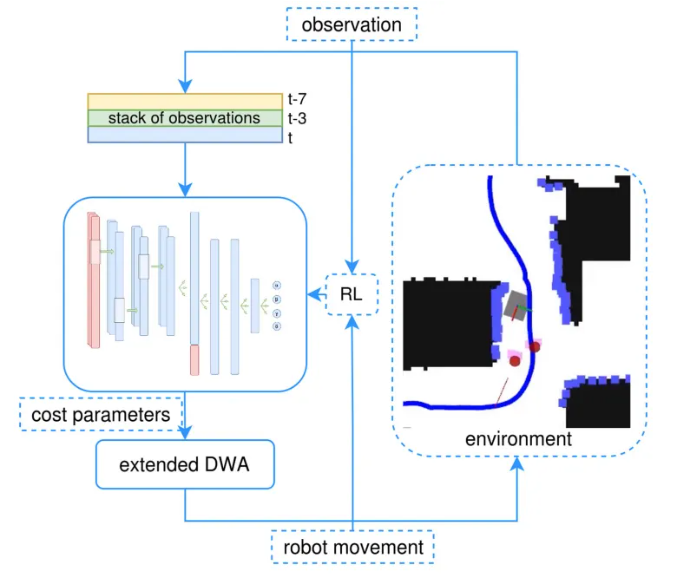 observation
t-7
stack of observations
t-3
t
RL
cost parameters
environment
extended DWA
robot movement